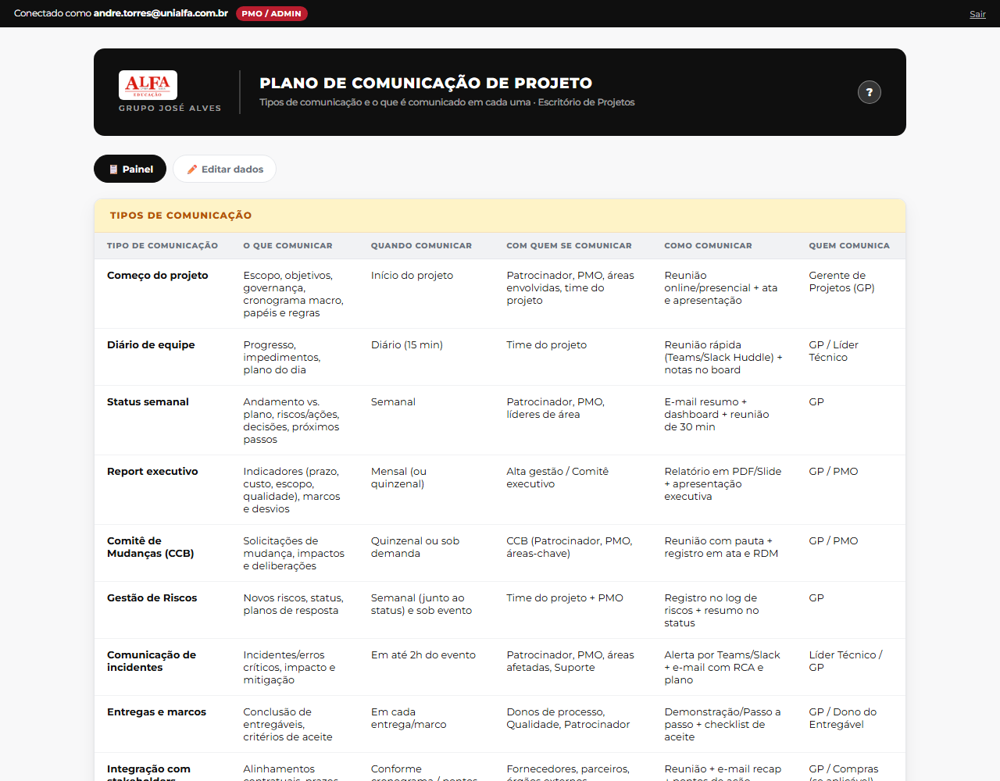 Conectado como andre.torres@unialfa.com.br PMO / ADMIN Sair
ALFA
EDUCAÇÃO
GRUPO JOSÉ ALVES
PLANO DE COMUNICAÇÃO DE PROJETO
Tipos de comunicação e o que é comunicado em cada uma · Escritório de Projetos
?
Painel
Editar dados
TIPOS DE COMUNICAÇÃO
TIPO DE COMUNICAÇÃO O QUE COMUNICAR QUANDO COMUNICAR COM QUEM SE COMUNICAR COMO COMUNICAR QUEM COMUNICA
Começo do projeto Escopo, objetivos, Início do projeto Patrocinador, PMO, áreas Reunião Gerente de
governança, envolvidas, time do online/presencial + ata Projetos (GP)
cronograma macro, projeto e apresentação
papéis e regras
Diário de equipe Progresso, Diário (15 min) Time do projeto Reunião rápida GP / Líder
impedimentos, (Teams/Slack Huddle) + Técnico
plano do dia notas no board
Status semanal Andamento vs. Semanal Patrocinador, PMO, E-mail resumo + GP
plano, riscos/ações, líderes de área dashboard + reunião
decisões, próximos de 30 min
passos
Report executivo Indicadores (prazo, Mensal (ou Alta gestão / Comitê Relatório em PDF/Slide GP / PMO
custo, escopo, quinzenal) executivo + apresentação
qualidade), marcos executiva
e desvios
Comitê de Solicitações de Quinzenal ou sob CCB (Patrocinador, PMO, Reunião com pauta + GP / PMO
Mudanças (CCB) mudança, impactos demanda áreas-chave) registro em ata e RDM
e deliberações
Gestão de Riscos Novos riscos, status, Semanal (junto ao Time do projeto + PMO Registro no log de GP
planos de resposta status) e sob evento riscos + resumo no
status
Comunicação de Incidentes/erros Em até 2h do evento Patrocinador, PMO, áreas Alerta por Teams/Slack Líder Técnico /
incidentes críticos, impacto e afetadas, Suporte + e-mail com RCA e GP
mitigação plano
Entregas e marcos Conclusão de Em cada Donos de processo, Demonstração/Passo a GP / Dono do
entregáveis, entrega/marco Qualidade, Patrocinador passo + checklist de Entregável
critérios de aceite aceite
Integração com Alinhamentos Conforme Fornecedores, parceiros, Reunião + e-mail recap GP / Compras
stakeholders contratuais, prazos cronograma / pontos órgãos externos + pontos de ação (se aplicável)